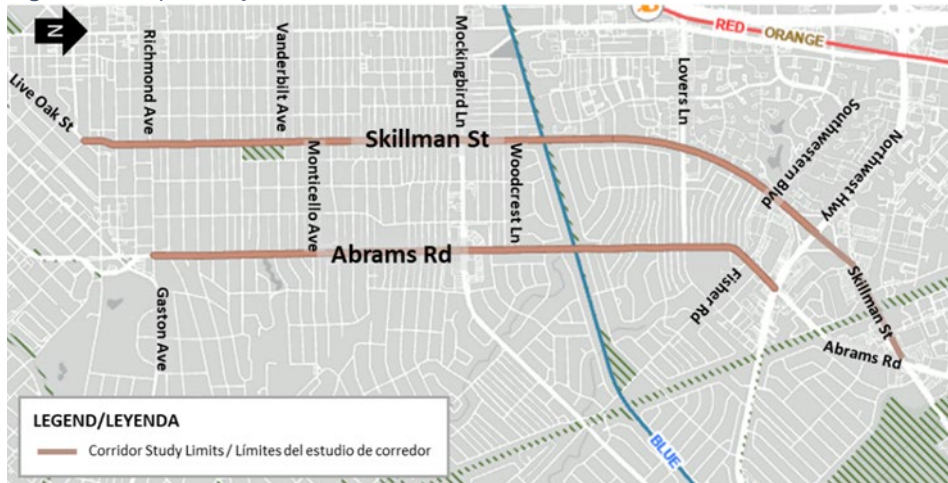 N
Live Oak St
Richmond Ave
Vanderbilt Ave
Mockingbird Ln
RED ORANGE
Lovers Ln
Southwestern Blvd
Northwest Hwy
Skillman St
Monticello Ave
Woodcrest Ln
Abrams Rd
Gaston Ave
Fisher Rd
Skillman St
Abrams Rd
BLUE
LEGEND/LEYENDA
Corridor Study Limits / Límites del estudio de corredor